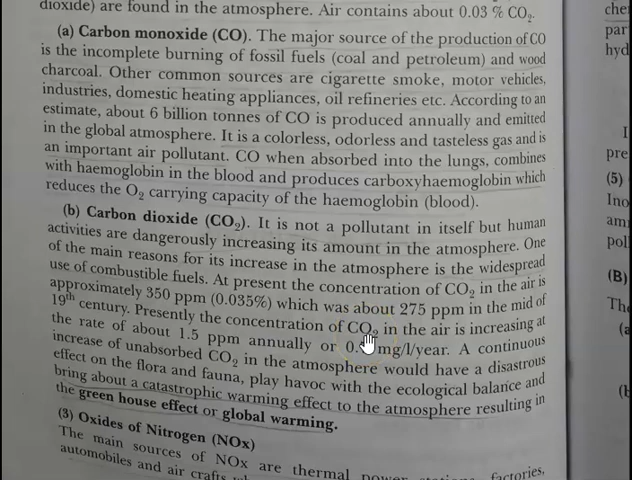 dioxide) are found in the atmosphere. Air contains about 0.03 % CO₂.
(a) Carbon monoxide (CO). The major source of the production of CO
is the incomplete burning of fossil fuels (coal and petroleum) and wood
charcoal. Other common sources are cigarette smoke, motor vehicles,
industries, domestic heating appliances, oil refineries etc. According to an
estimate, about 6 billion tonnes of CO is produced annually and emitted
in the global atmosphere. It is a colorless, odorless and tasteless gas and is
an important air pollutant. CO when absorbed into the lungs, combines
with haemoglobin in the blood and produces carboxyhaemoglobin which
reduces the O₂ carrying capacity of the haemoglobin (blood).
(b) Carbon dioxide (CO₂). It is not a pollutant in itself but human
activities are dangerously increasing its amount in the atmosphere. One
of the main reasons for its increase in the atmosphere is the widespread
use of combustible fuels. At present the concentration of CO₂ in the air is
approximately 350 ppm (0.035%) which was about 275 ppm in the mid of
19th century. Presently the concentration of CO₂ in the air is increasing at
the rate of about 1.5 ppm annually or mg/l/year. A continuous
increase of unabsorbed CO₂ in the atmosphere would have a disastrous
effect on the flora and fauna, play havoc with the ecological balance and
bring about a catastrophic warming effect to the atmosphere resulting in
the green house effect or global warming.
(3) Oxides of Nitrogen (NOx)
The main sources of NOx are thermal power stations, factories,
automobiles and air crafts
che
par
hyd
I
pre
(5)
Ino
am
pol
(B)
The
(a
(b